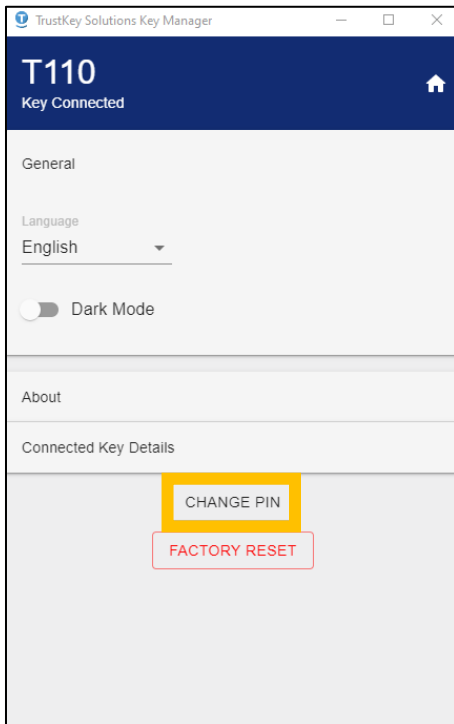 TrustKey Solutions Key Manager
T110
Key Connected
General
Language
English
Dark Mode
About
Connected Key Details
CHANGE PIN
FACTORY RESET